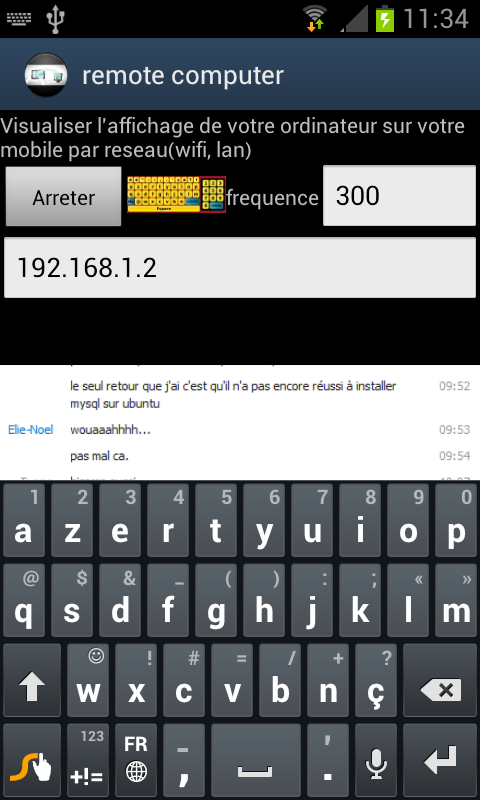 11:34
remote computer
Visualiser l'affichage de votre ordinateur sur votre
mobile par reseau(wifi, lan)
Arreter frequence 300
192.168.1.2
le seul retour que j'ai c'est qu'il n'a pas encore réussi à installer 09:52
mysql sur ubuntu
Elie-Noel wouaaahhhh... 09:53
pas mal ca. 09:54
1 2 3 4 5 6 7 8 9 0
a z e r t y u i o p
@ $ & _ ( ) : ; « »
q s d f g h j k l m
! # = / + ?
w x c v b n ç
123 FR - '
+!= , .